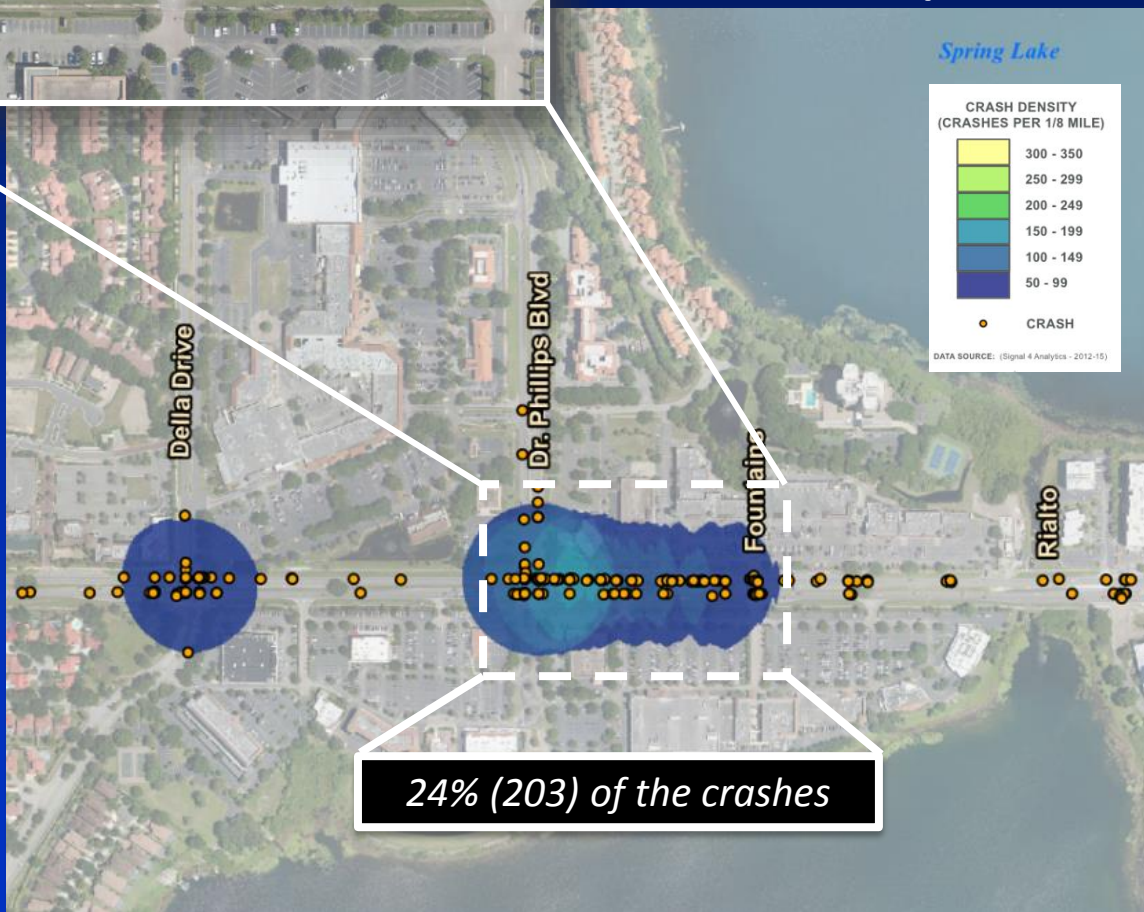 Spring Lake
CRASH DENSITY
(CRASHES PER 1/8 MILE)
300 - 350
250 - 299
200 - 249
150 - 199
100 - 149
50 - 99
CRASH
DATA SOURCE: (Signal 4 Analytics - 2012-15)
Della Drive
Dr. Phillips Blvd
Fountains
Rialto
24% (203) of the crashes